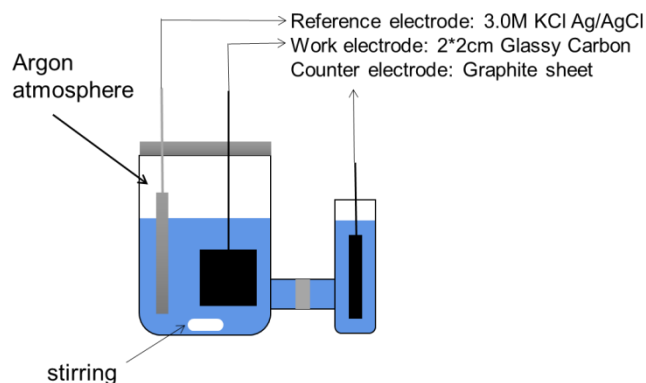 Reference electrode: 3.0M KCl Ag/AgCl
Work electrode: 2*2cm Glassy Carbon
Counter electrode: Graphite sheet
Argon
atmosphere
stirring